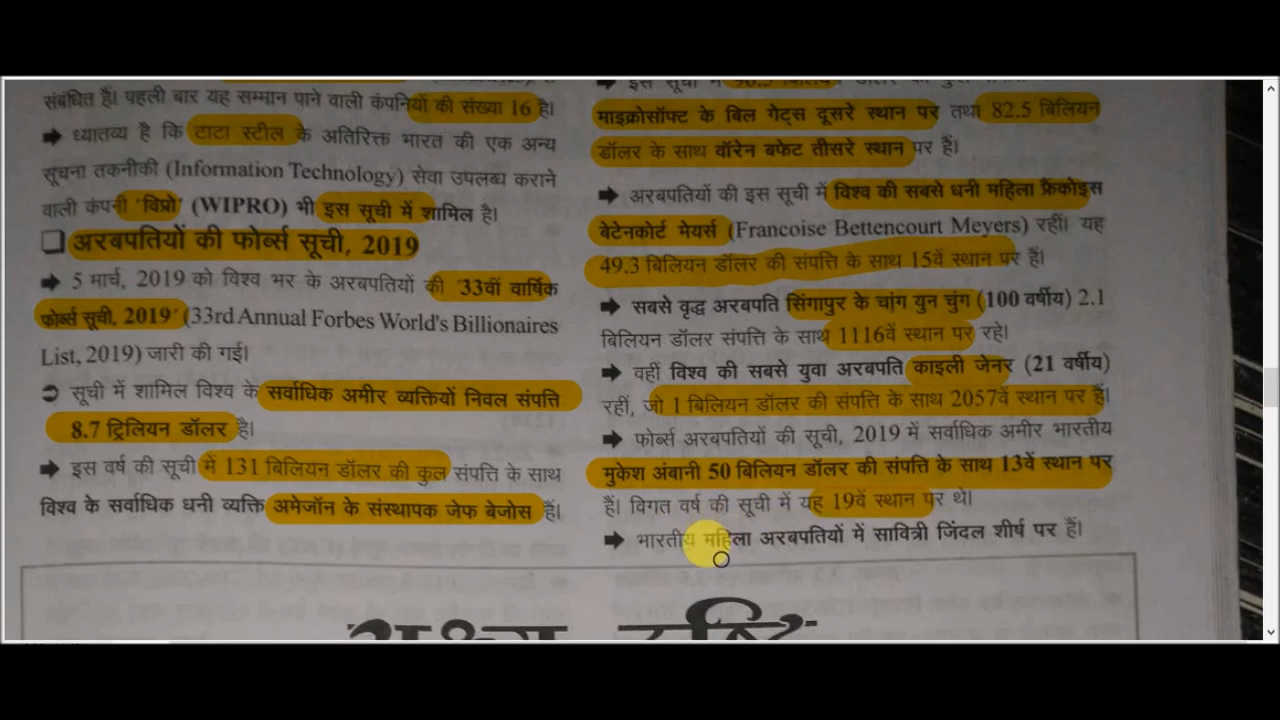 संबंधित है। पहली बार यह सम्मान पाने वाली कंपनियों की संख्या 16 है।
➡ ध्यातव्य है कि टाटा स्टील के अतिरिक्त भारत की एक अन्य
सूचना तकनीकी (Information Technology) सेवा उपलब्ध कराने
वाली कंपनी 'विप्रो' (WIPRO) भी इस सूची में शामिल है।
❑ अरबपतियों की फोर्ब्स सूची, 2019
➡ 5 मार्च, 2019 को विश्व भर के अरबपतियों की '33वीं वार्षिक
फोर्ब्स सूची, 2019' (33rd Annual Forbes World's Billionaires
List, 2019) जारी की गई।
➲ सूची में शामिल विश्व के सर्वाधिक अमीर व्यक्तियों निवल संपत्ति
8.7 ट्रिलियन डॉलर है।
➡ इस वर्ष की सूची में 131 बिलियन डॉलर की कुल संपत्ति के साथ
विश्व के सर्वाधिक धनी व्यक्ति अमेजॉन के संस्थापक जेफ बेजोस हैं।
➡ इस सूची में 96.5 बिलियन डॉलर
माइक्रोसॉफ्ट के बिल गेट्स दूसरे स्थान पर तथा 82.5 बिलियन
डॉलर के साथ वॉरेन बफेट तीसरे स्थान पर हैं।
➡ अरबपतियों की इस सूची में विश्व की सबसे धनी महिला फ्रैंकोइस
बेटेनकोर्ट मेयर्स (Francoise Bettencourt Meyers) रहीं। यह
49.3 बिलियन डॉलर की संपत्ति के साथ 15वें स्थान पर हैं।
➡ सबसे वृद्ध अरबपति सिंगापुर के चांग युन चुंग (100 वर्षीय) 2.1
बिलियन डॉलर संपत्ति के साथ 1116वें स्थान पर रहे।
➡ वहीं विश्व की सबसे युवा अरबपति काइली जेनर (21 वर्षीय)
रहीं, जो 1 बिलियन डॉलर की संपत्ति के साथ 2057वें स्थान पर हैं।
➡ फोर्ब्स अरबपतियों की सूची, 2019 में सर्वाधिक अमीर भारतीय
मुकेश अंबानी 50 बिलियन डॉलर की संपत्ति के साथ 13वें स्थान पर
हैं। विगत वर्ष की सूची में यह 19वें स्थान पर थे।
➡ भारतीय महिला अरबपतियों में सावित्री जिंदल शीर्ष पर हैं।